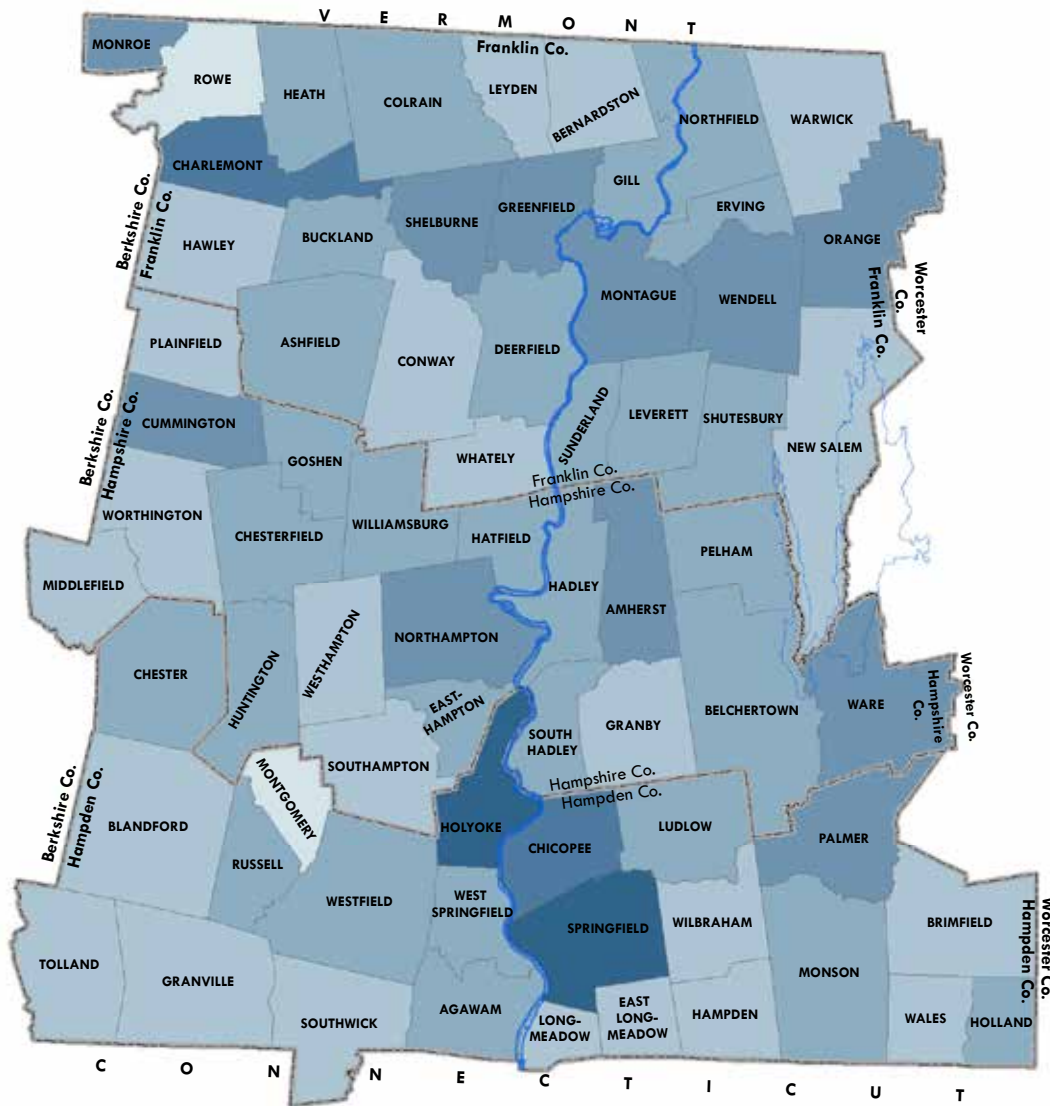 V E R M O N T
Franklin Co.
MONROE
ROWE
HEATH
COLRAIN
LEYDEN
BERNARDSTON
NORTHFIELD
WARWICK
CHARLEMONT
GILL
Berkshire Co.
Franklin Co.
HAWLEY
BUCKLAND
SHELBURNE
GREENFIELD
ERVING
ORANGE
Franklin Co.
Worcester
Co.
MONTAGUE
WENDELL
PLAINFIELD
ASHFIELD
CONWAY
DEERFIELD
Berkshire Co.
Hampshire Co.
CUMMINGTON
GOSHEN
WHATELY
SUNDERLAND
LEVERETT
SHUTESBURY
NEW SALEM
Franklin Co.
Hampshire Co.
WORTHINGTON
CHESTERFIELD
WILLIAMSBURG
HATFIELD
PELHAM
MIDDLEFIELD
HADLEY
AMHERST
NORTHAMPTON
CHESTER
HUNTINGTON
WESTHAMPTON
EAST-
HAMPTON
SOUTH
HADLEY
GRANBY
BELCHERTOWN
WARE
Hampshire
Co.
Worcester Co.
SOUTHAMPTON
Hampshire Co.
Hampden Co.
Berkshire Co.
Hampden Co.
BLANDFORD
MONTGOMERY
RUSSELL
HOLYOKE
CHICOPEE
LUDLOW
PALMER
WESTFIELD
WEST
SPRINGFIELD
SPRINGFIELD
WILBRAHAM
BRIMFIELD
Hampden Co.
Worcester Co.
TOLLAND
GRANVILLE
MONSON
SOUTHWICK
AGAWAM
LONG-
MEADOW
EAST
LONG-
MEADOW
HAMPDEN
WALES
HOLLAND
C O N N E C T I C U T